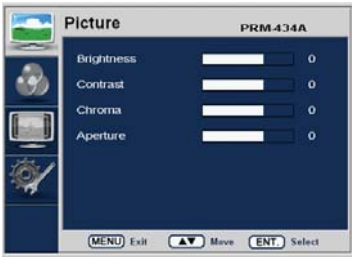 Picture PRM-434A
Brightness 0
Contrast 0
Chroma 0
Aperture 0
MENU Exit ▲▼ Move ENT. Select